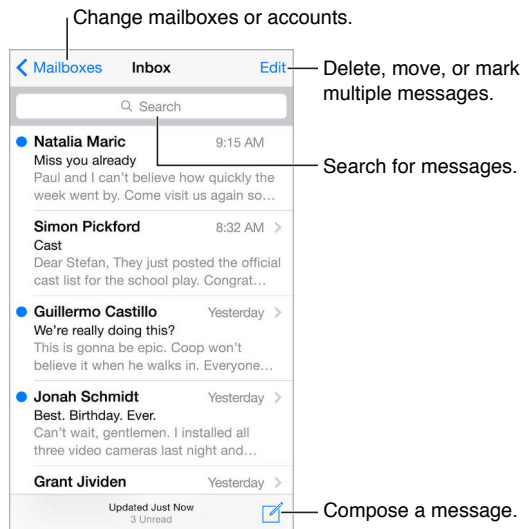 Change mailboxes or accounts.
Mailboxes Inbox Edit
Delete, move, or mark
multiple messages.
Search
Natalia Maric 9:15 AM
Miss you already
Search for messages.
Paul and I can't believe how quickly the
week went by. Come visit us again so…
Simon Pickford 8:32 AM
Cast
Dear Stefan, They just posted the official
cast list for the school play. Congrat…
Guillermo Castillo Yesterday
We're really doing this?
This is gonna be epic. Coop won't
believe it when he walks in. Everyone…
Jonah Schmidt Yesterday
Best. Birthday. Ever.
Can't wait, gentlemen. I installed all
three video cameras last night and…
Grant Jividen Yesterday
Updated Just Now
3 Unread
Compose a message.